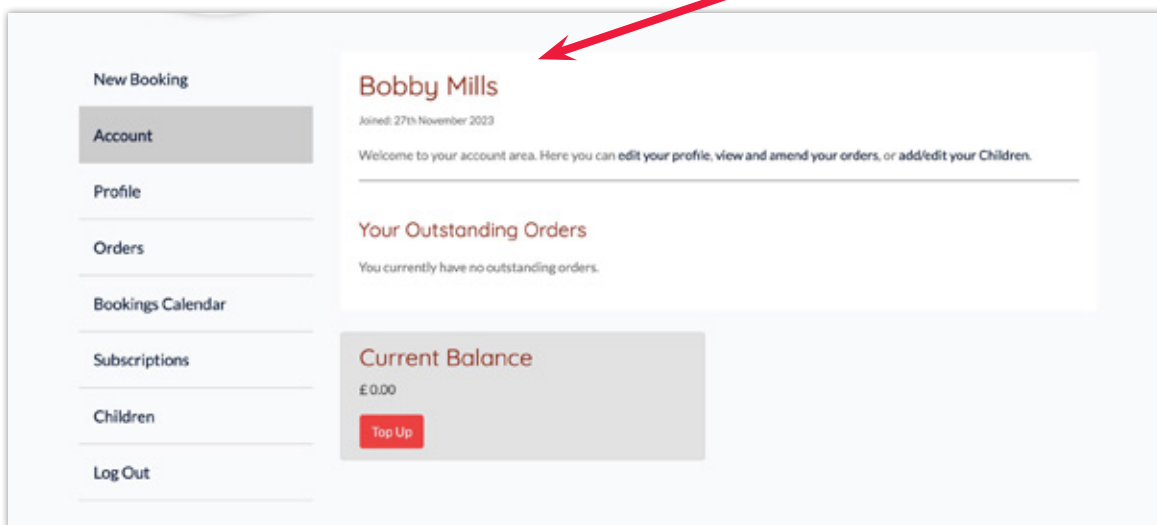 New Booking
Account
Profile
Orders
Bookings Calendar
Subscriptions
Children
Log Out
Bobby Mills
Joined: 27th November 2023
Welcome to your account area. Here you can edit your profile, view and amend your orders, or add/edit your Children.
Your Outstanding Orders
You currently have no outstanding orders.
Current Balance
£ 0.00
Top Up